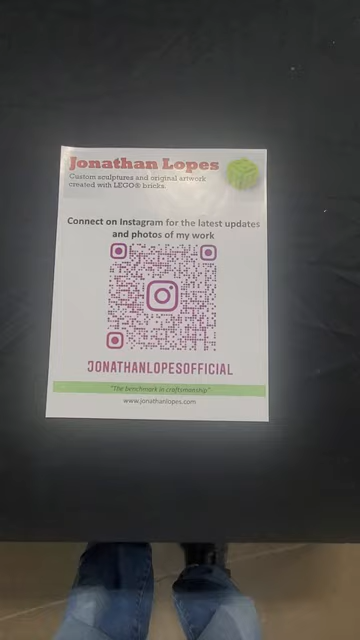 Jonathan Lopes
Custom sculptures and original artwork
created with LEGO® bricks.
Connect on Instagram for the latest updates
and photos of my work
JONATHANLOPESOFFICIAL
"The benchmark in craftsmanship"
www.jonathanlopes.com